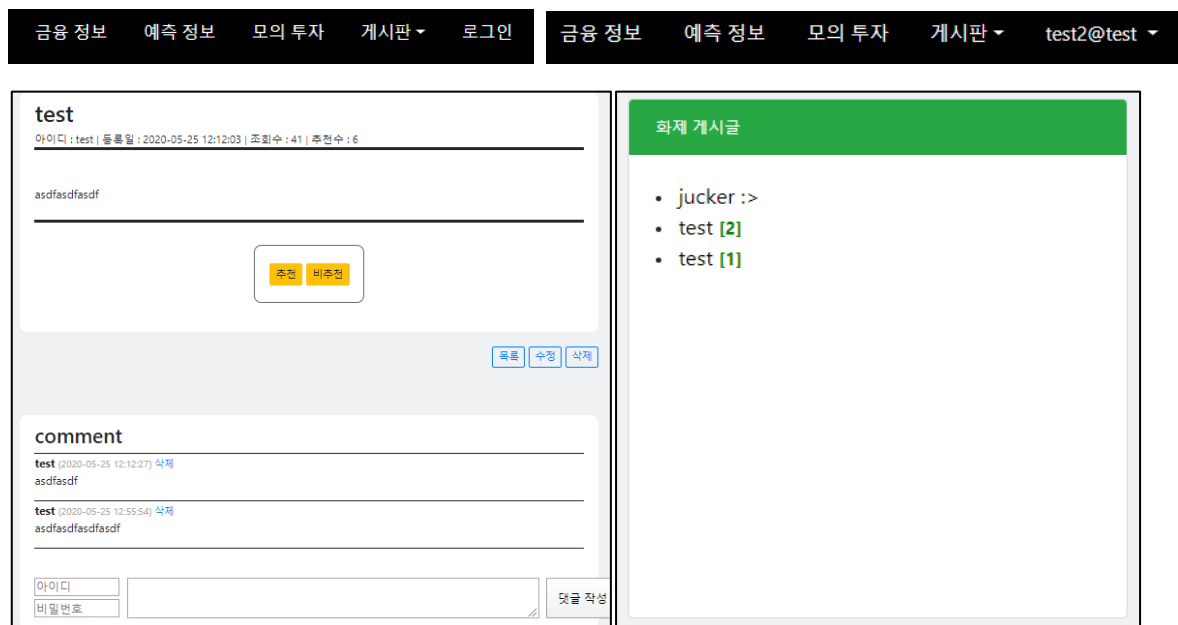 금융 정보 예측 정보 모의 투자 게시판 로그인
금융 정보 예측 정보 모의 투자 게시판 test2@test
test
아이디 : test | 등록일 : 2020-05-25 12:12:03 | 조회수 : 41 | 추천수 : 6
asdfasdfasdf
추천 비추천
목록 수정 삭제
comment
test (2020-05-25 12:12:27) 삭제
asdfasdf
test (2020-05-25 12:55:54) 삭제
asdfasdfasdfasdf
아이디
비밀번호
댓글 작성
화제 게시글
• jucker :>
• test [2]
• test [1]